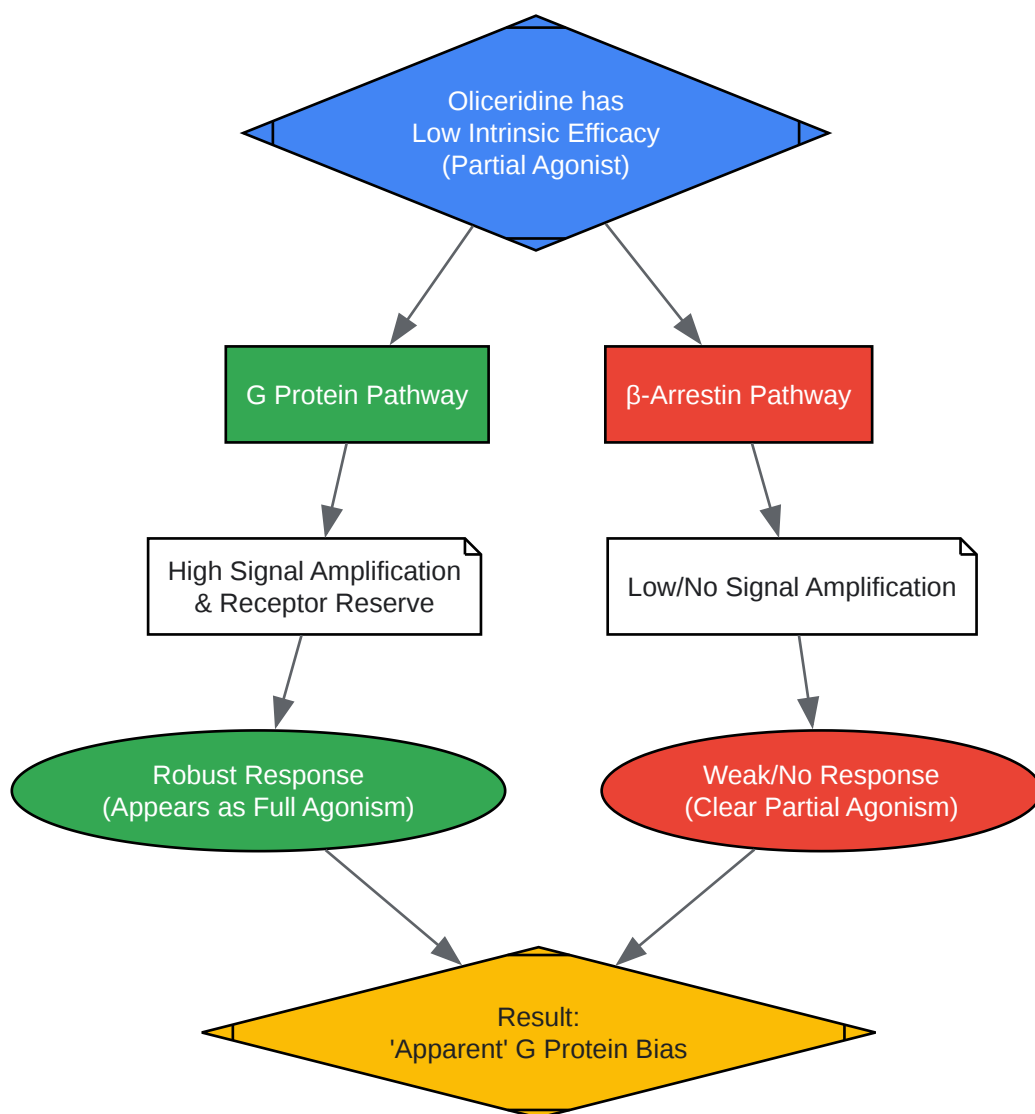 Oliceridine has
Low Intrinsic Efficacy
(Partial Agonist)
G Protein Pathway
β-Arrestin Pathway
High Signal Amplification
& Receptor Reserve
Low/No Signal Amplification
Robust Response
(Appears as Full Agonism)
Weak/No Response
(Clear Partial Agonism)
Result:
'Apparent' G Protein Bias